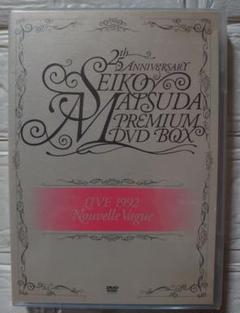 25th
ANNIVERSARY
SEIKO
MATSUDA
PREMIUM
DVD BOX
LIVE 1992
Nouvelle Vague
DVD